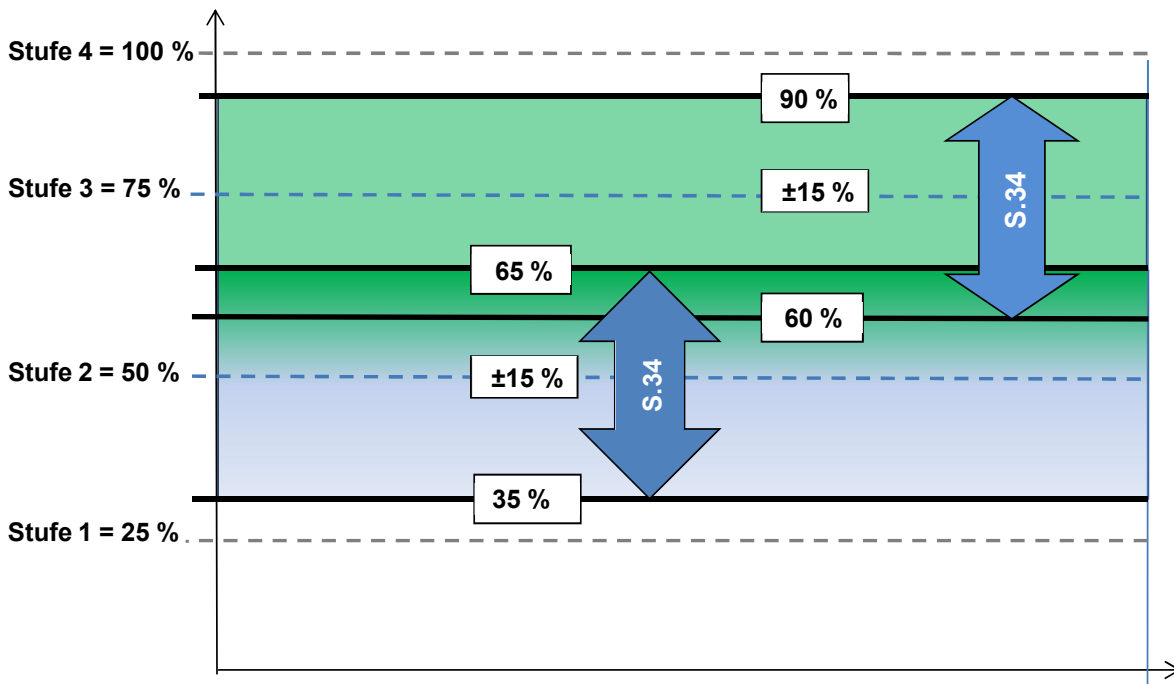 Stufe 4 = 100 %
90 %
Stufe 3 = 75 %
±15 %
S.34
65 %
60 %
Stufe 2 = 50 %
±15 %
S.34
35 %
Stufe 1 = 25 %